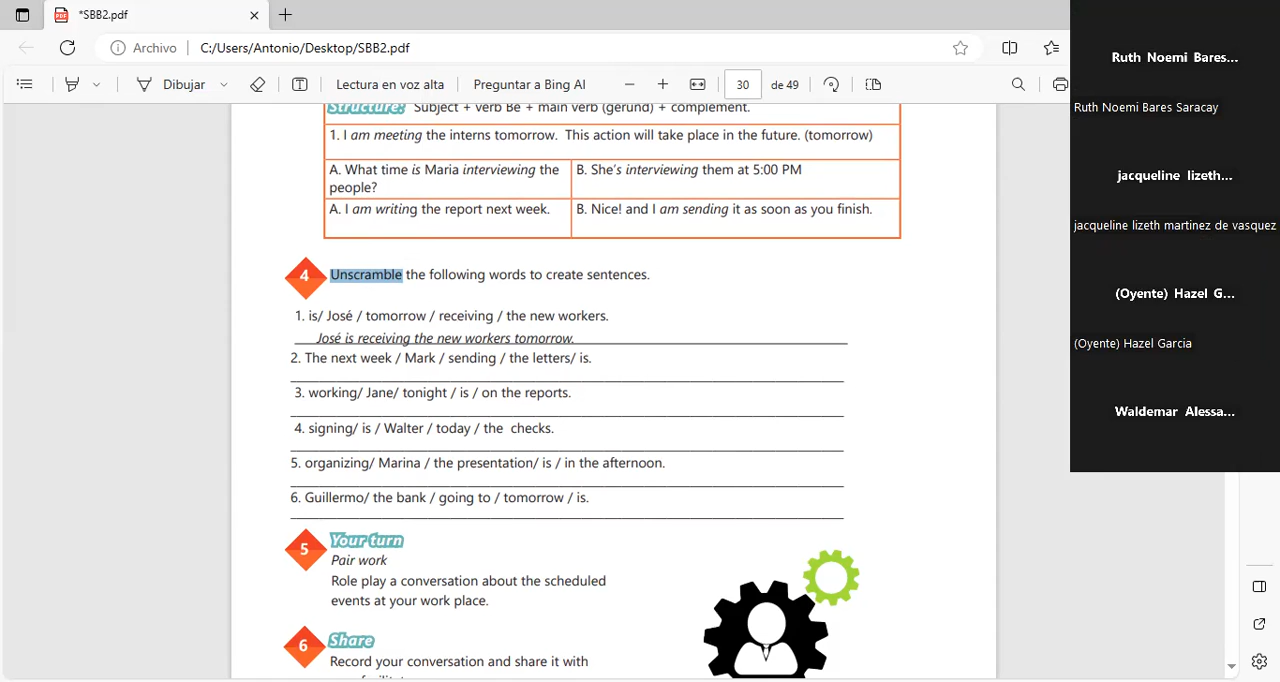 *SBB2.pdf
Archivo | C:/Users/Antonio/Desktop/SBB2.pdf
Dibujar Lectura en voz alta Preguntar a Bing AI 30 de 49
Structure: Subject + verb Be + main verb (gerund) + complement.
1. I am meeting the interns tomorrow. This action will take place in the future. (tomorrow)
A. What time is Maria interviewing the people?
B. She's interviewing them at 5:00 PM
A. I am writing the report next week.
B. Nice! and I am sending it as soon as you finish.
4 Unscramble the following words to create sentences.
1. is/ José / tomorrow / receiving / the new workers.
José is receiving the new workers tomorrow.
2. The next week / Mark / sending / the letters/ is.
3. working/ Jane/ tonight / is / on the reports.
4. signing/ is / Walter / today / the checks.
5. organizing/ Marina / the presentation/ is / in the afternoon.
6. Guillermo/ the bank / going to / tomorrow / is.
5 Your turn
Pair work
Role play a conversation about the scheduled
events at your work place.
6 Share
Record your conversation and share it with
Ruth Noemi Bares...
Ruth Noemi Bares Saracay
jacqueline lizeth...
jacqueline lizeth martinez de vasquez
(Oyente) Hazel G...
(Oyente) Hazel Garcia
Waldemar Alessa...